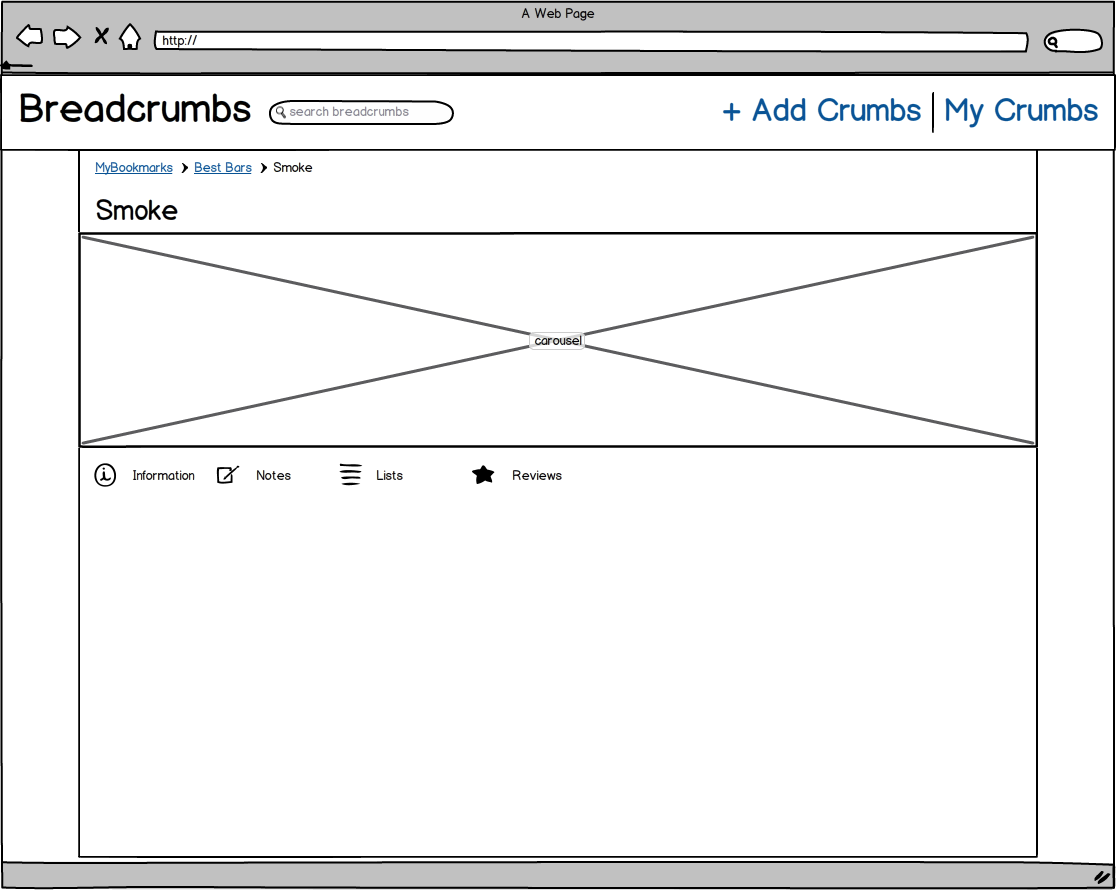 A Web Page
http://
Breadcrumbs
search breadcrumbs
+ Add Crumbs
My Crumbs
MyBookmarks
Best Bars
Smoke
Smoke
carousel
Information
Notes
Lists
Reviews